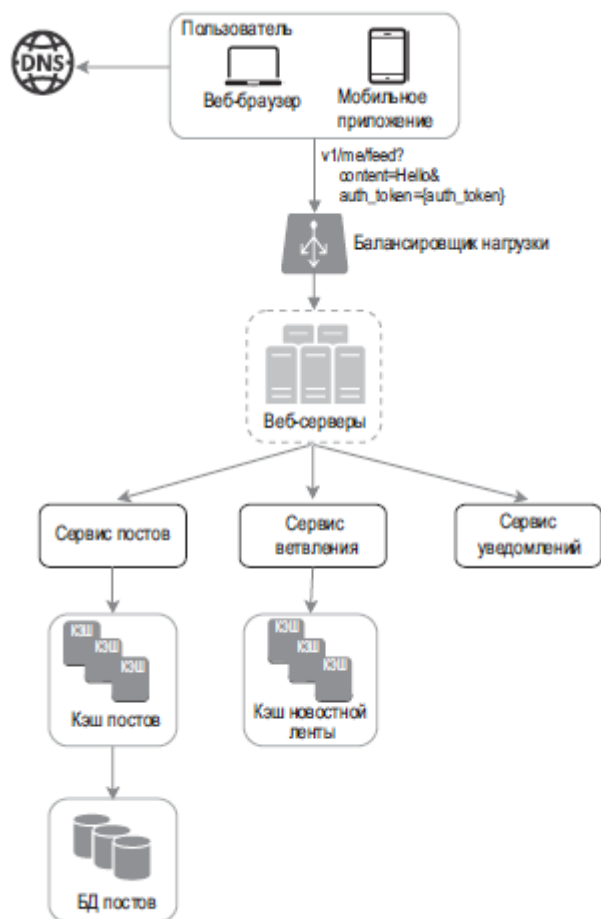 Пользователь
DNS
Веб-браузер
Мобильное
приложение
v1/me/feed?
content=Hello&
auth_token={auth_token}
Балансировщик нагрузки
Веб-серверы
Сервис постов
Сервис
ветвления
Сервис
уведомлений
КЭШ
КЭШ
КЭШ
Кэш постов
КЭШ
КЭШ
КЭШ
Кэш новостной
ленты
БД постов